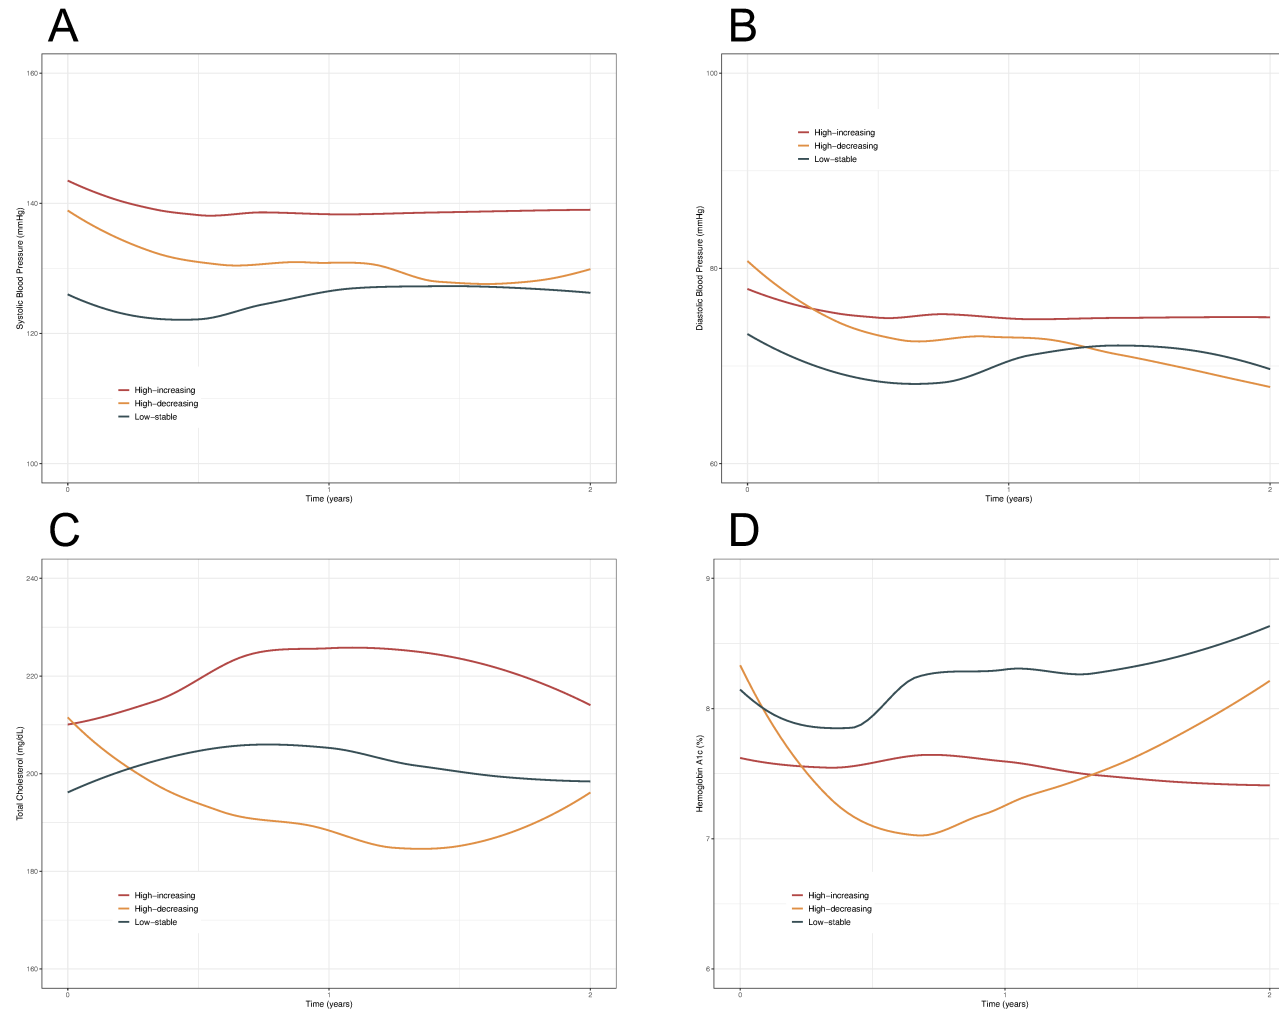 A
160
140
120
100
Systolic Blood Pressure (mmHg)
High−increasing
High−decreasing
Low−stable
0
1
2
Time (years)
B
100
80
60
Diastolic Blood Pressure (mmHg)
High−increasing
High−decreasing
Low−stable
0
1
2
Time (years)
C
240
220
200
180
160
Total Cholesterol (mg/dL)
High−increasing
High−decreasing
Low−stable
0
1
2
Time (years)
D
9
8
7
6
Hemoglobin A1c (%)
High−increasing
High−decreasing
Low−stable
0
1
2
Time (years)